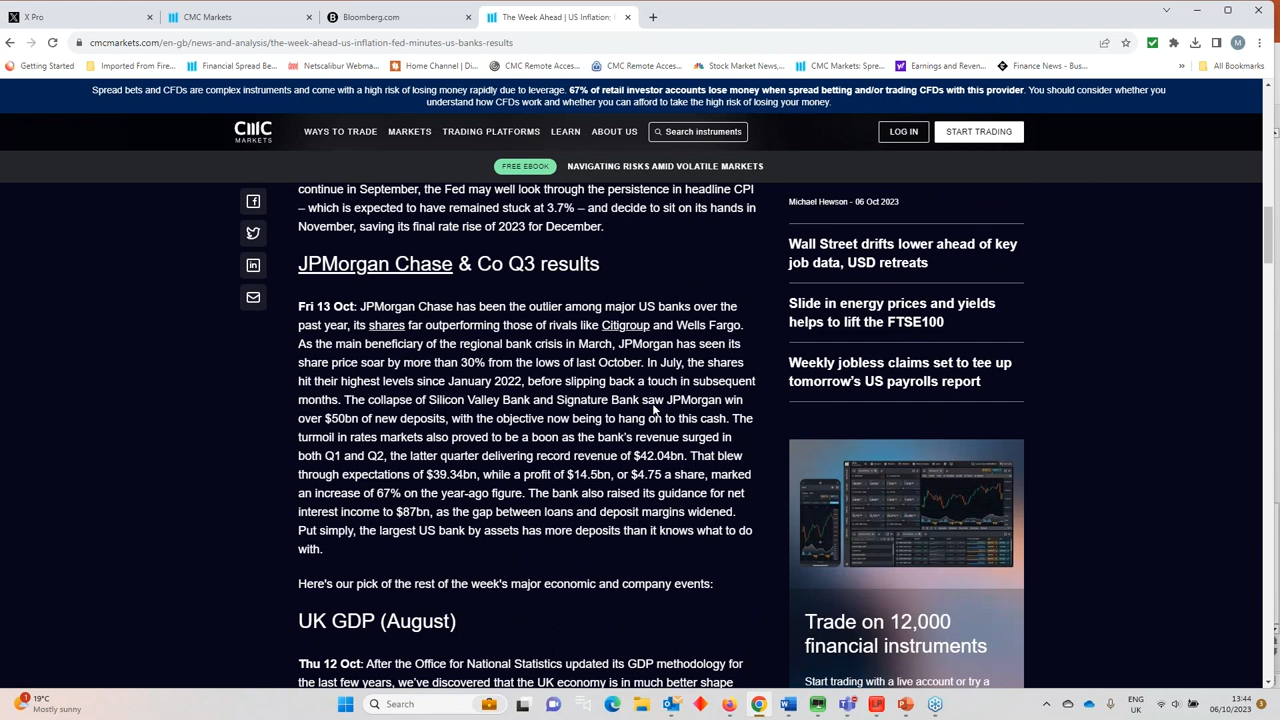 X Pro
CMC Markets
Bloomberg.com
The Week Ahead | US Inflation;
cmcmarkets.com/en-gb/news-and-analysis/the-week-ahead-us-inflation-fed-minutes-us-banks-results
Getting Started
Imported From Fire...
Financial Spread Be...
Netscalibur Webma...
Home Channel | Di...
CMC Remote Acces...
CMC Remote Acces...
Stock Market News,...
CMC Markets: Spre...
Earnings and Reven...
Finance News - Bus...
All Bookmarks
Spread bets and CFDs are complex instruments and come with a high risk of losing money rapidly due to leverage. 67% of retail investor accounts lose money when spread betting and/or trading CFDs with this provider. You should consider whether you
understand how CFDs work and whether you can afford to take the high risk of losing your money.
CMC MARKETS
WAYS TO TRADE
MARKETS
TRADING PLATFORMS
LEARN
ABOUT US
Search instruments
LOG IN
START TRADING
FREE EBOOK
NAVIGATING RISKS AMID VOLATILE MARKETS
continue in September, the Fed may well look through the persistence in headline CPI
– which is expected to have remained stuck at 3.7% – and decide to sit on its hands in
November, saving its final rate rise of 2023 for December.
JPMorgan Chase & Co Q3 results
Fri 13 Oct: JPMorgan Chase has been the outlier among major US banks over the
past year, its shares far outperforming those of rivals like Citigroup and Wells Fargo.
As the main beneficiary of the regional bank crisis in March, JPMorgan has seen its
share price soar by more than 30% from the lows of last October. In July, the shares
hit their highest levels since January 2022, before slipping back a touch in subsequent
months. The collapse of Silicon Valley Bank and Signature Bank saw JPMorgan win
over $50bn of new deposits, with the objective now being to hang on to this cash. The
turmoil in rates markets also proved to be a boon as the bank's revenue surged in
both Q1 and Q2, the latter quarter delivering record revenue of $42.04bn. That blew
through expectations of $39.34bn, while a profit of $14.5bn, or $4.75 a share, marked
an increase of 67% on the year-ago figure. The bank also raised its guidance for net
interest income to $87bn, as the gap between loans and deposit margins widened.
Put simply, the largest US bank by assets has more deposits than it knows what to do
with.
Here's our pick of the rest of the week's major economic and company events:
UK GDP (August)
Thu 12 Oct: After the Office for National Statistics updated its GDP methodology for
the last few years, we've discovered that the UK economy is in much better shape
Michael Hewson - 06 Oct 2023
Wall Street drifts lower ahead of key
job data, USD retreats
Slide in energy prices and yields
helps to lift the FTSE100
Weekly jobless claims set to tee up
tomorrow's US payrolls report
Trade on 12,000
financial instruments
Start trading with a live account or try a
19°C
Mostly sunny
Search
ENG
UK
13:44
06/10/2023